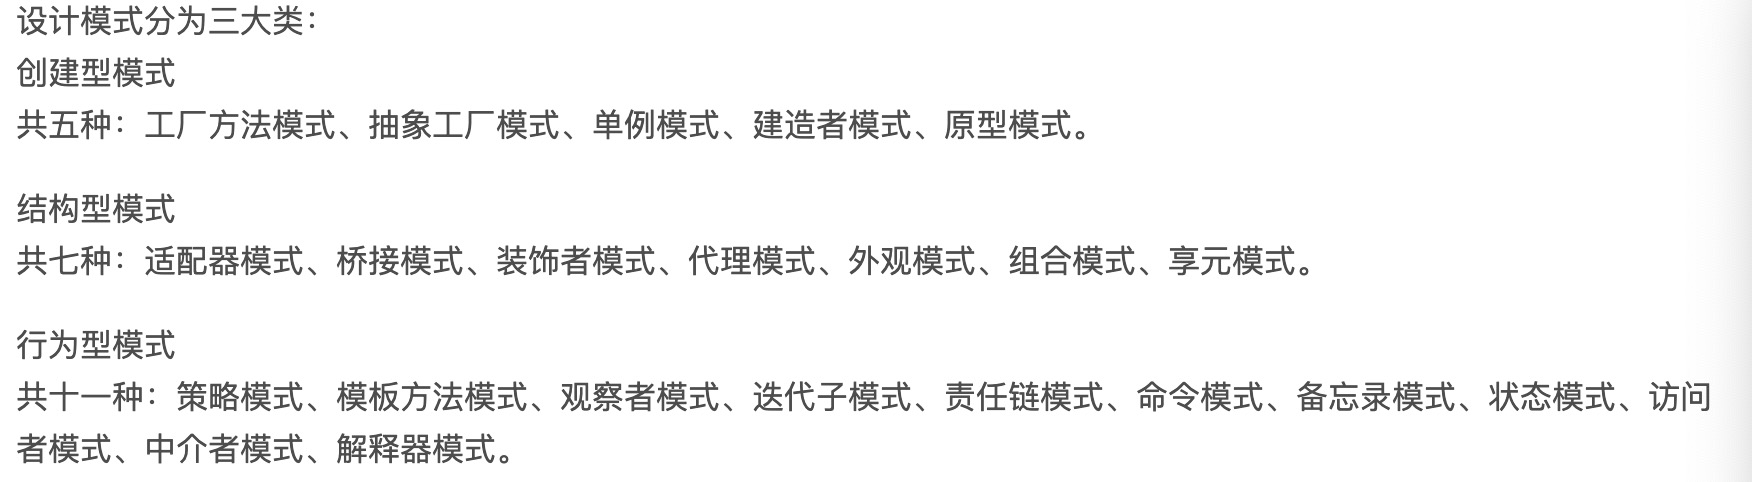 设计模式分为三大类：
创建型模式
共五种：工厂方法模式、抽象工厂模式、单例模式、建造者模式、原型模式。
结构型模式
共七种：适配器模式、桥接模式、装饰者模式、代理模式、外观模式、组合模式、享元模式。
行为型模式
共十一种：策略模式、模板方法模式、观察者模式、迭代子模式、责任链模式、命令模式、备忘录模式、状态模式、访问
者模式、中介者模式、解释器模式。